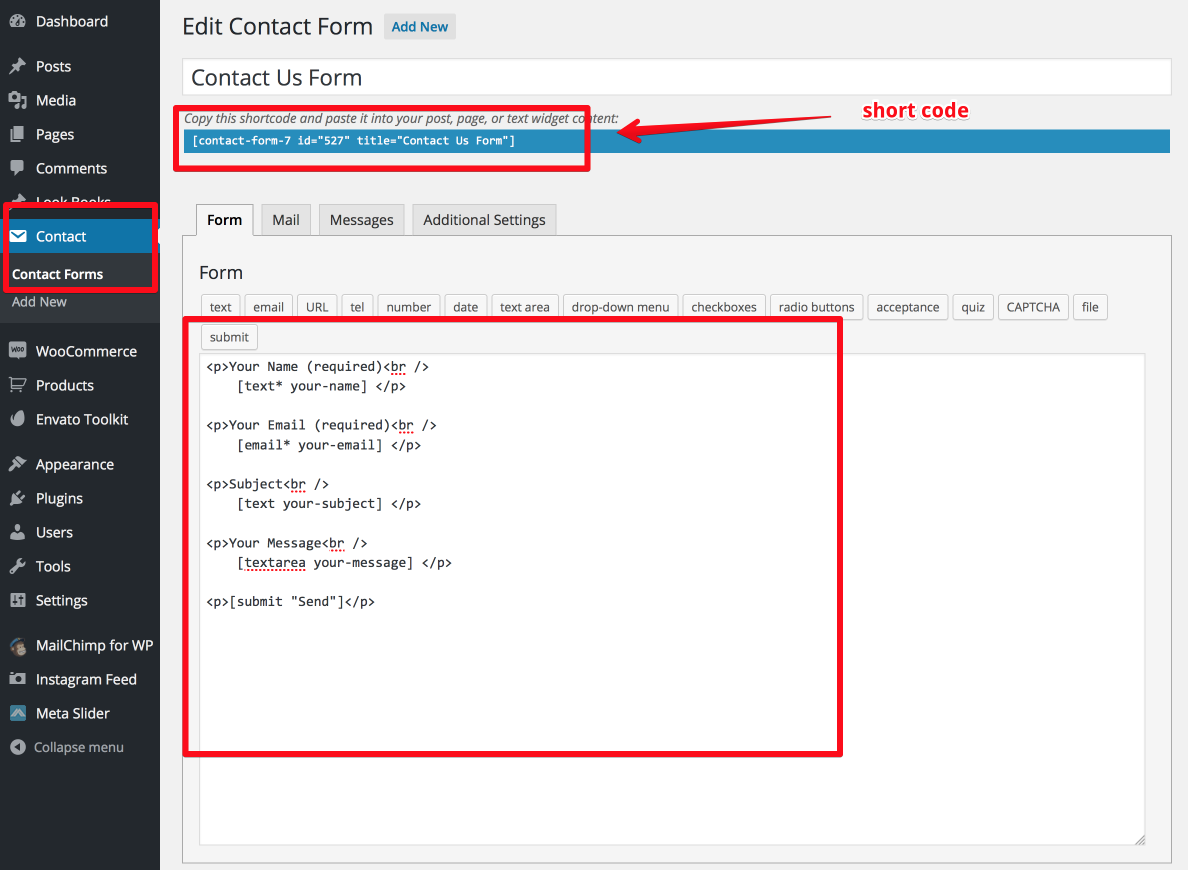 Dashboard
Posts
Media
Pages
Comments
Look Books
Contact
Contact Forms
Add New
WooCommerce
Products
Envato Toolkit
Appearance
Plugins
Users
Tools
Settings
MailChimp for WP
Instagram Feed
Meta Slider
Collapse menu
Edit Contact Form Add New
Contact Us Form
Copy this shortcode and paste it into your post, page, or text widget content:
short code
[contact-form-7 id="527" title="Contact Us Form"]
Form Mail Messages Additional Settings
Form
text email URL tel number date text area drop-down menu checkboxes radio buttons acceptance quiz CAPTCHA file
submit
<p>Your Name (required)<br />
[text* your-name] </p>
<p>Your Email (required)<br />
[email* your-email] </p>
<p>Subject<br />
[text your-subject] </p>
<p>Your Message<br />
[textarea your-message] </p>
<p>[submit "Send"]</p>